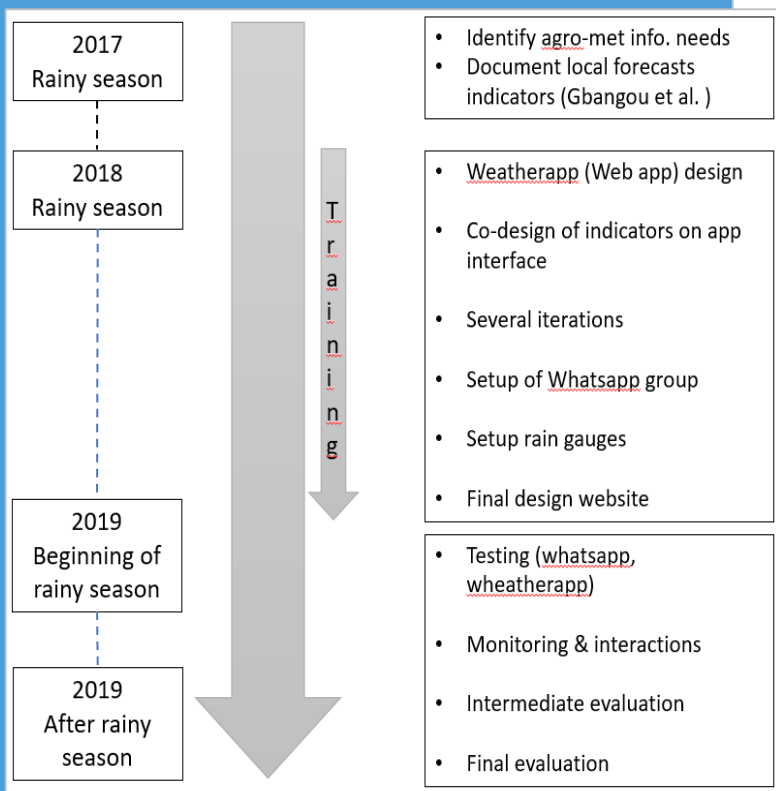 2017
Rainy season
• Identify agro-met info. needs
• Document local forecasts
indicators (Gbangou et al. )
2018
Rainy season
Training
• Weatherapp (Web app) design
• Co-design of indicators on app
interface
• Several iterations
• Setup of Whatsapp group
• Setup rain gauges
• Final design website
2019
Beginning of
rainy season
• Testing (whatsapp,
wheatherapp)
• Monitoring & interactions
• Intermediate evaluation
• Final evaluation
2019
After rainy
season